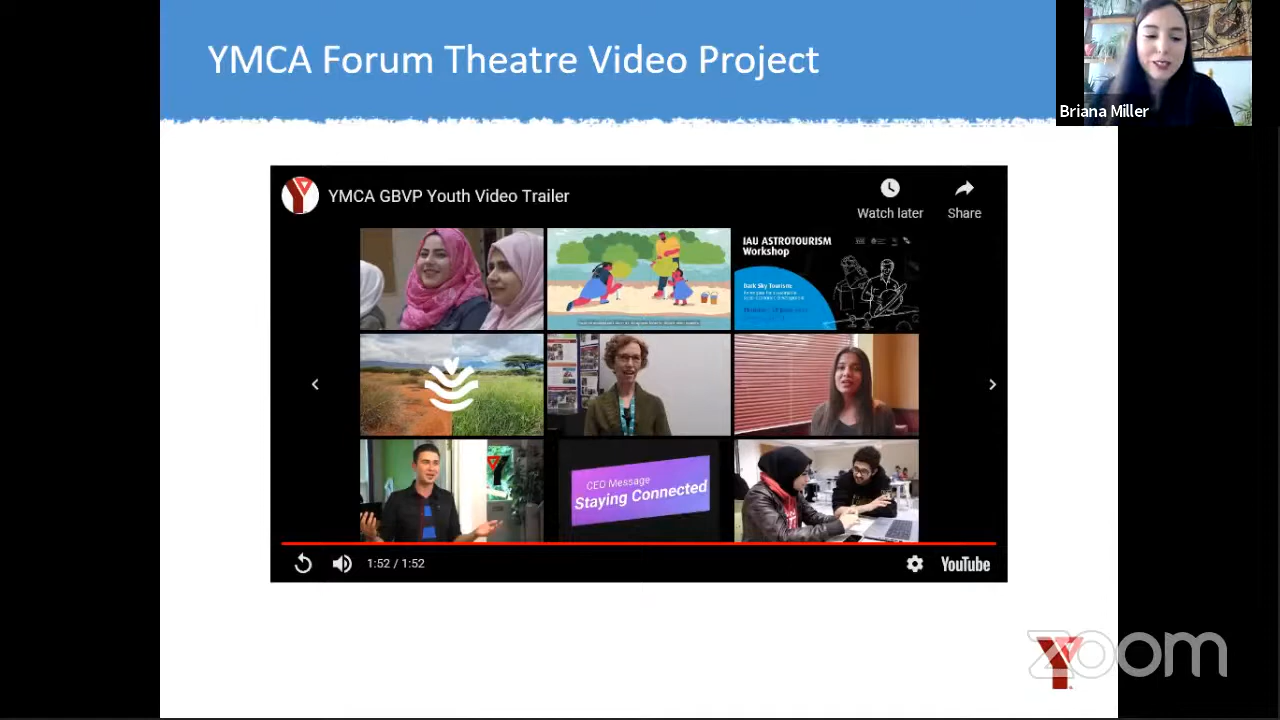 YMCA Forum Theatre Video Project
Briana Miller
YMCA GBVP Youth Video Trailer
Watch later
Share
IAU ASTROTOURISM
Workshop
Dark Sky Tourism:
CEO Message
Staying Connected
1:52 / 1:52
YouTube
zoom